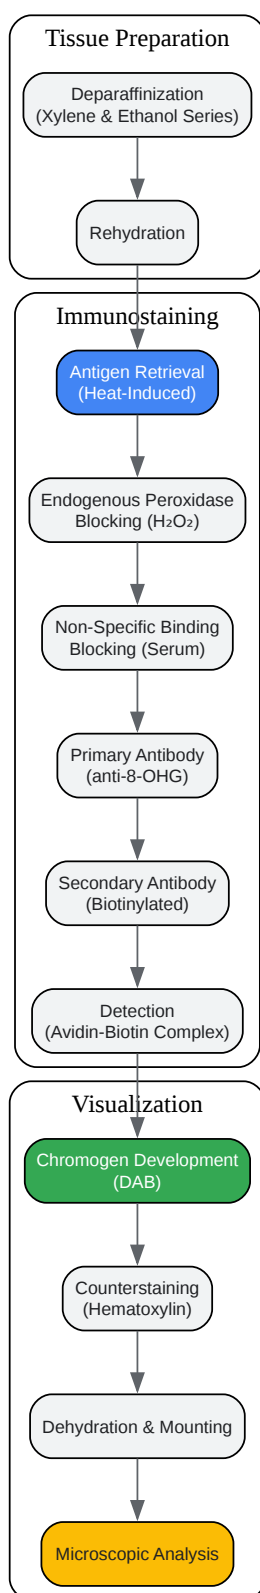 Tissue Preparation
Deparaffinization
(Xylene & Ethanol Series)
Rehydration
Immunostaining
Antigen Retrieval
(Heat-Induced)
Endogenous Peroxidase
Blocking (H₂O₂)
Non-Specific Binding
Blocking (Serum)
Primary Antibody
(anti-8-OHG)
Secondary Antibody
(Biotinylated)
Detection
(Avidin-Biotin Complex)
Visualization
Chromogen Development
(DAB)
Counterstaining
(Hematoxylin)
Dehydration & Mounting
Microscopic Analysis